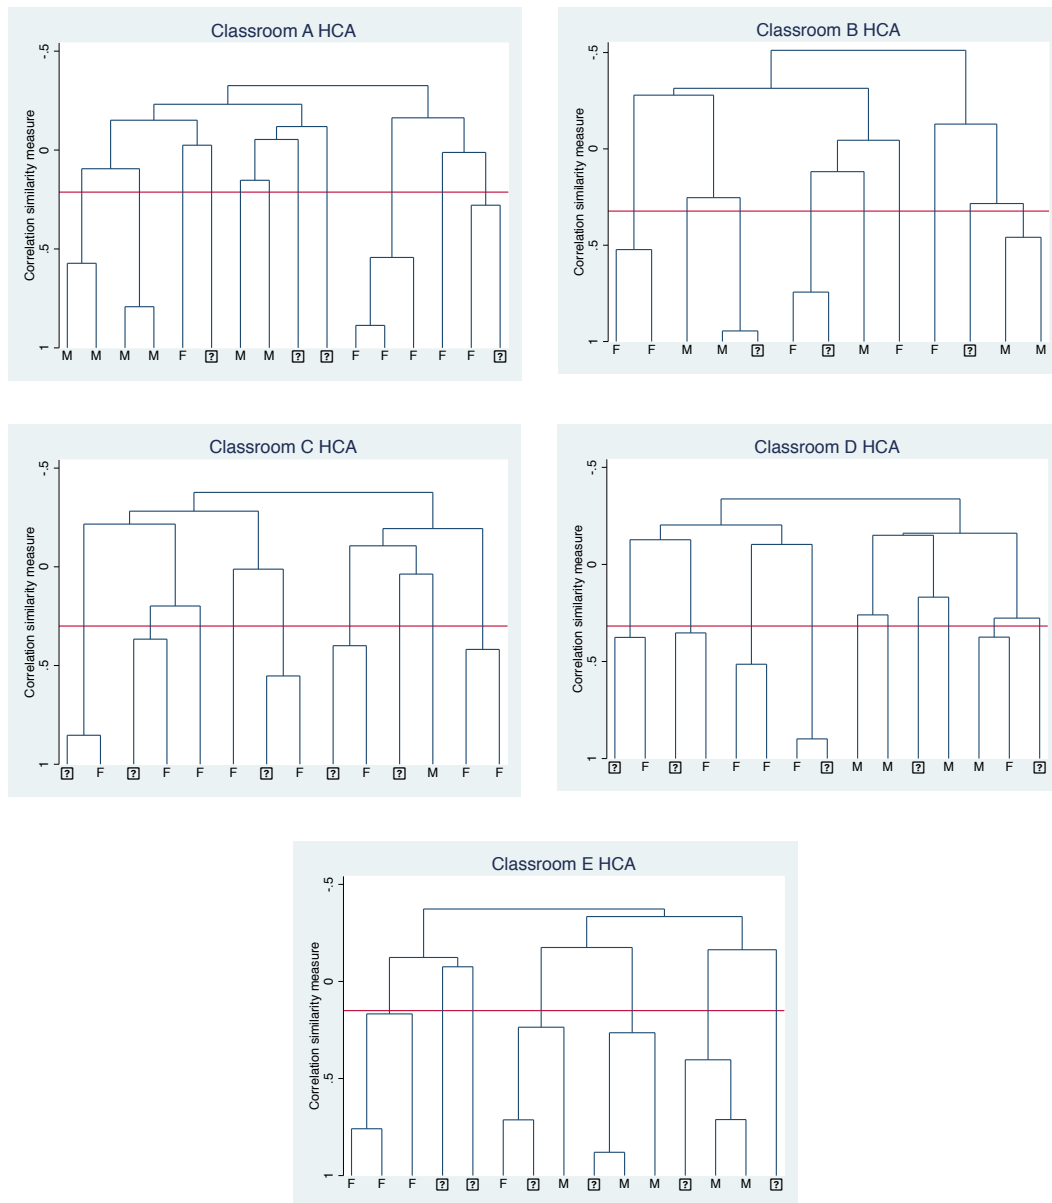 Classroom A HCA
Correlation similarity measure
-.5
0
.5
1
M M M M F ? M M ? ? F F F F F ?
Classroom B HCA
Correlation similarity measure
-.5
0
.5
1
F F M M ? F ? M F F ? M M
Classroom C HCA
Correlation similarity measure
-.5
0
.5
1
? F ? F F F ? F ? F ? M F F
Classroom D HCA
Correlation similarity measure
-.5
0
.5
1
? F ? F F F F ? M M ? M M F ?
Classroom E HCA
Correlation similarity measure
-.5
0
.5
1
F F F ? ? F ? M ? M M ? M M ?